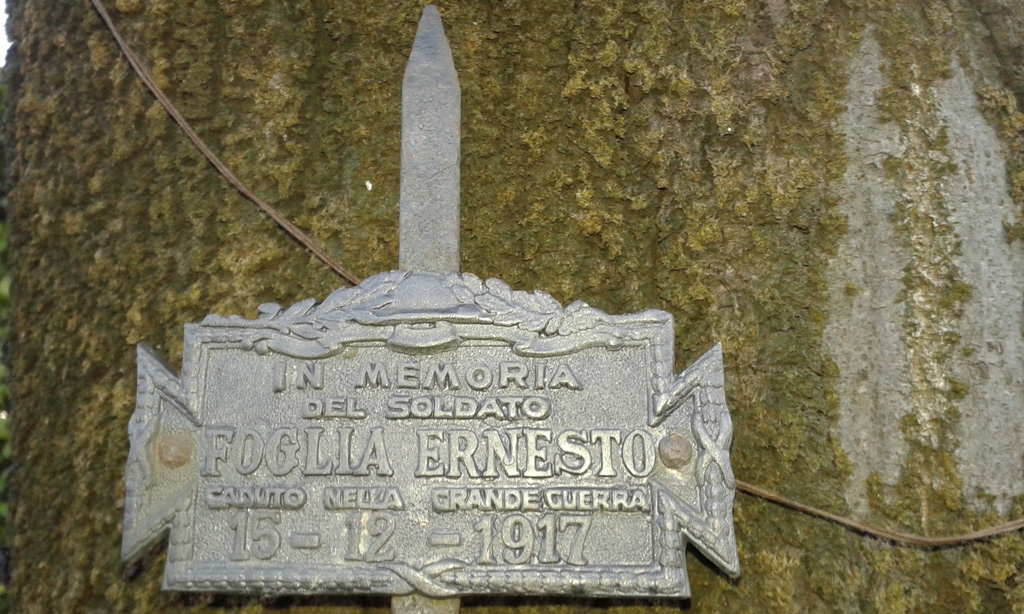 IN MEMORIA
DEL SOLDATO
FOGLIA ERNESTO
CADUTO NELLA GRANDE GUERRA
15-12-1917